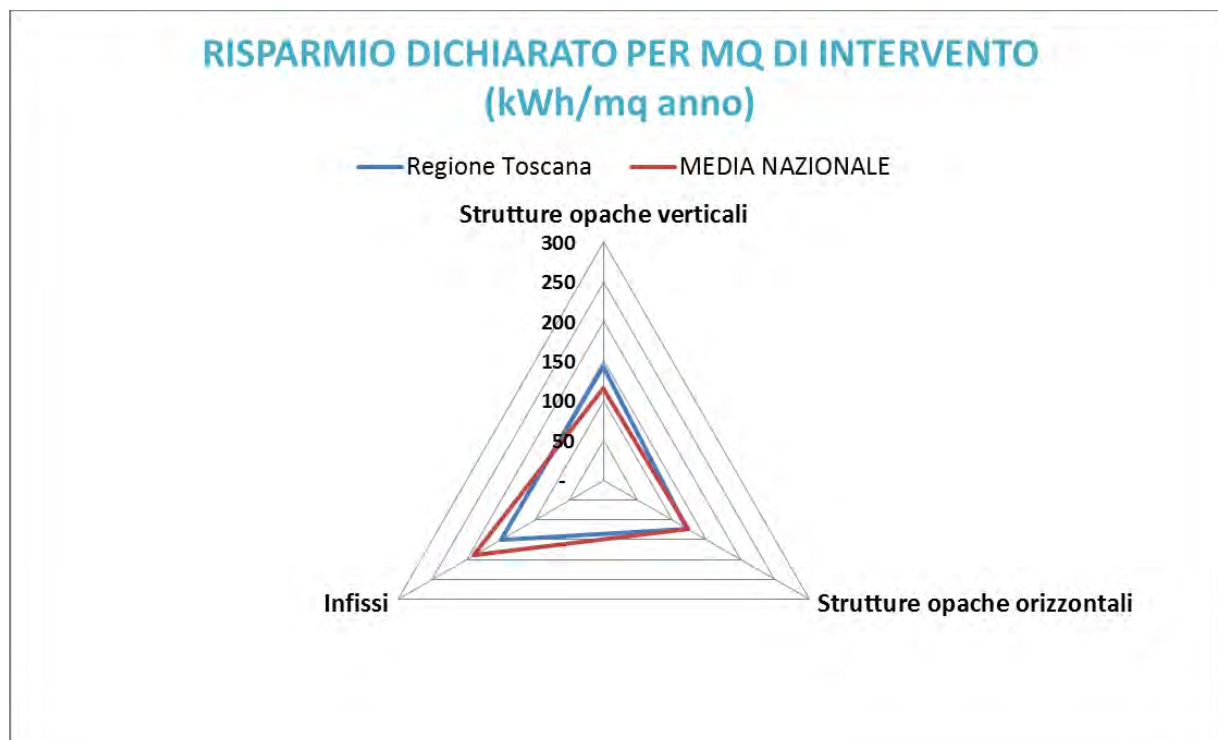 RISPARMIO DICHIARATO PER MQ DI INTERVENTO
(kWh/mq anno)
Regione Toscana MEDIA NAZIONALE
Strutture opache verticali
300
250
200
150
100
50
-
Infissi
Strutture opache orizzontali